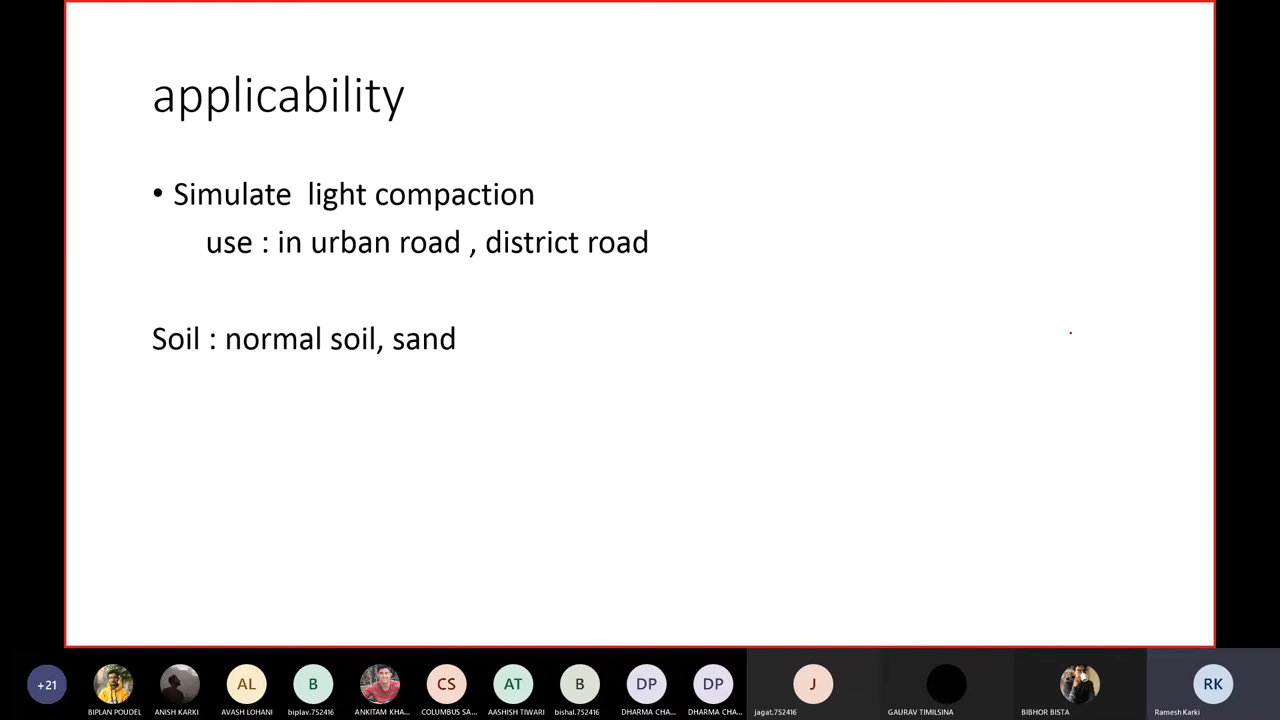 applicability
• Simulate  light compaction
use : in urban road , district road
Soil : normal soil, sand
+21
AL
B
CS
AT
B
DP
DP
J
RK
BIPLAN POUDEL
ANISH KARKI
AVASH LOHANI
biplav.752416
ANKITAM KHA...
COLUMBUS SA...
AASHISH TIWARI
bishal.752416
DHARMA CHA...
DHARMA CHA...
jagat.752416
GAURAV TIMILSINA
BIBHOR BISTA
Ramesh Karki